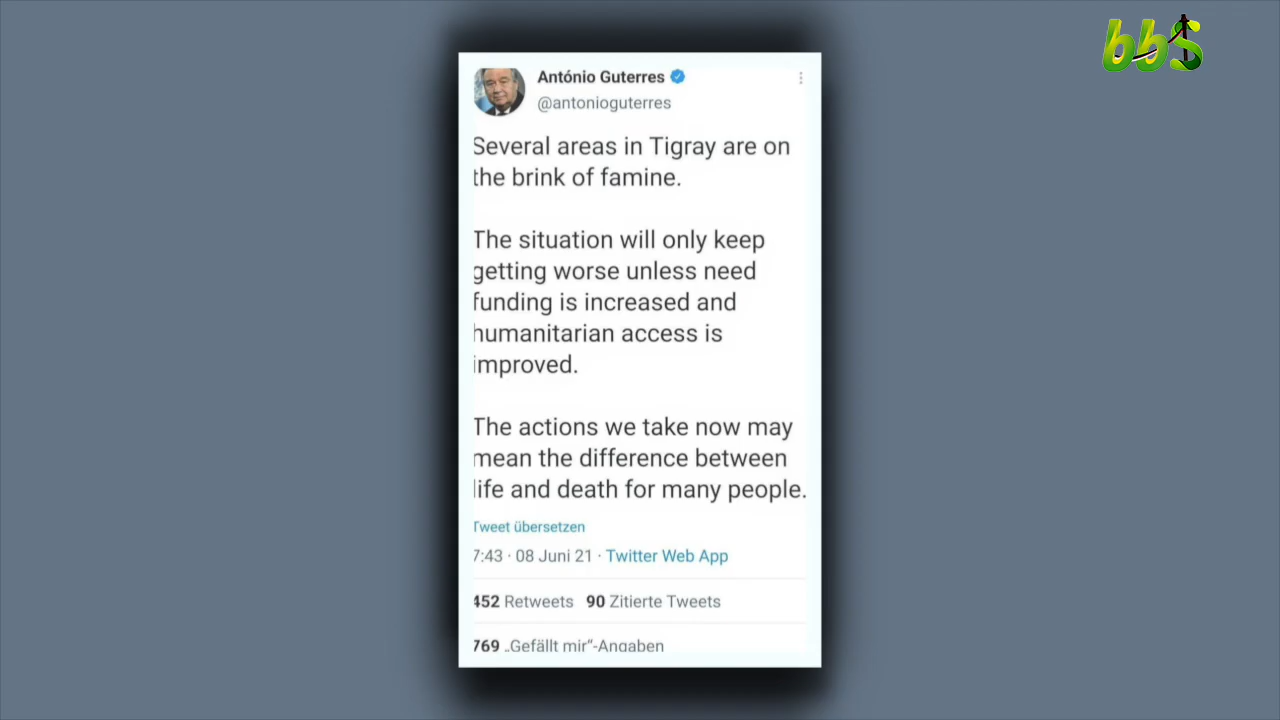 bbS
António Guterres
@antonioguterres
Several areas in Tigray are on
the brink of famine.
The situation will only keep
getting worse unless need
funding is increased and
humanitarian access is
improved.
The actions we take now may
mean the difference between
life and death for many people.
Tweet übersetzen
7:43 · 08 Juni 21 · Twitter Web App
452 Retweets 90 Zitierte Tweets
769 „Gefällt mir“-Angaben